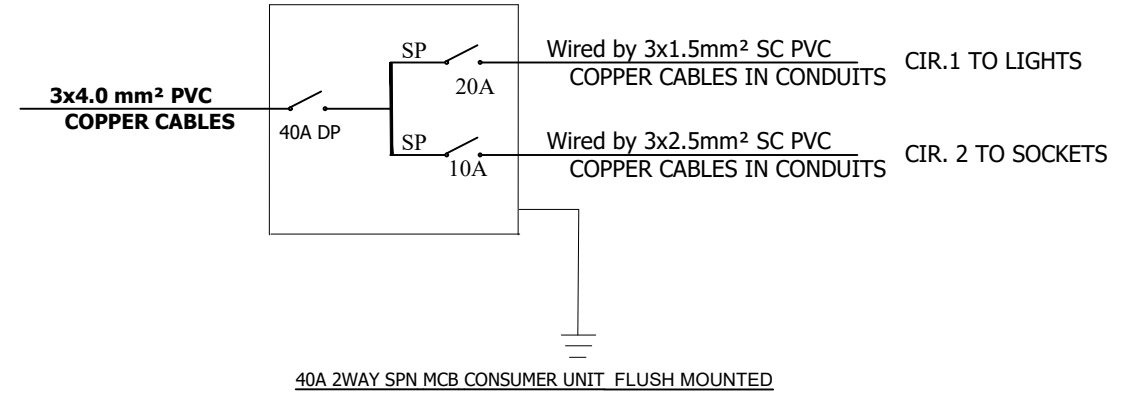 SP
Wired by 3x1.5mm² SC PVC
COPPER CABLES IN CONDUITS
CIR.1 TO LIGHTS
20A
3x4.0 mm² PVC
COPPER CABLES
40A DP
SP
Wired by 3x2.5mm² SC PVC
COPPER CABLES IN CONDUITS
CIR. 2 TO SOCKETS
10A
40A 2WAY SPN MCB CONSUMER UNIT FLUSH MOUNTED